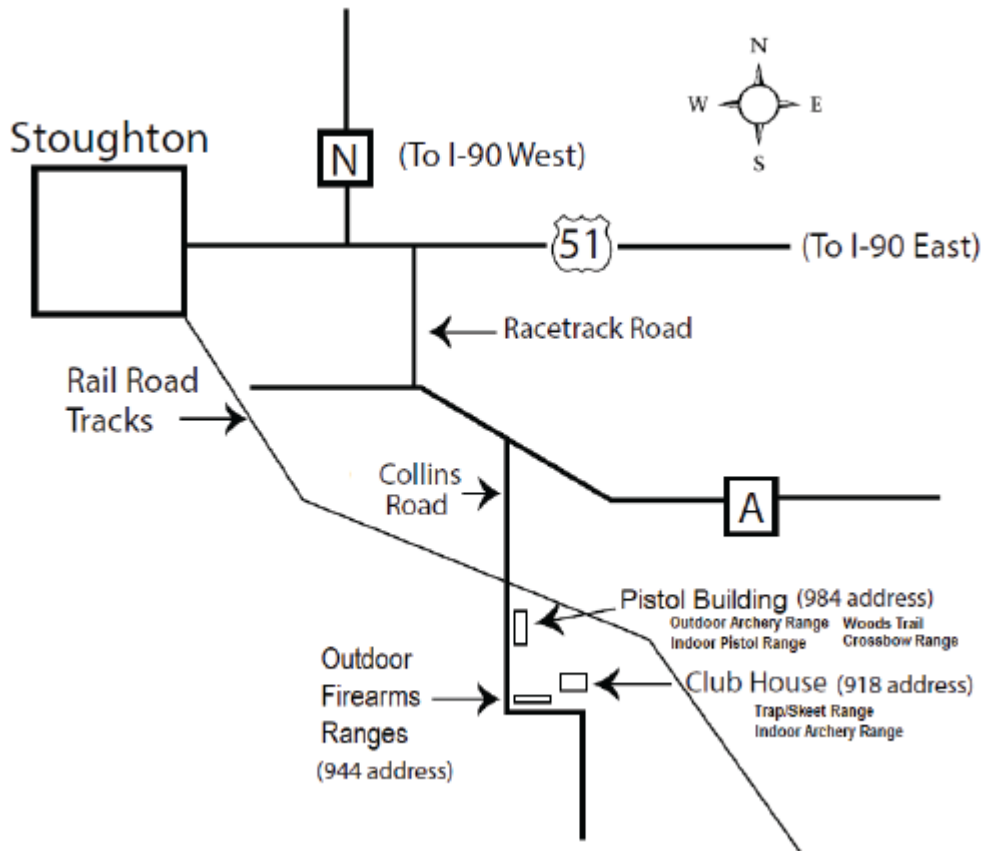 N
W E
S
Stoughton
N (To I-90 West)
51 (To I-90 East)
Racetrack Road
Rail Road
Tracks
Collins
Road
A
Pistol Building (984 address)
Outdoor Archery Range Woods Trail
Indoor Pistol Range Crossbow Range
Outdoor
Firearms
Ranges
(944 address)
Club House (918 address)
Trap/Skeet Range
Indoor Archery Range